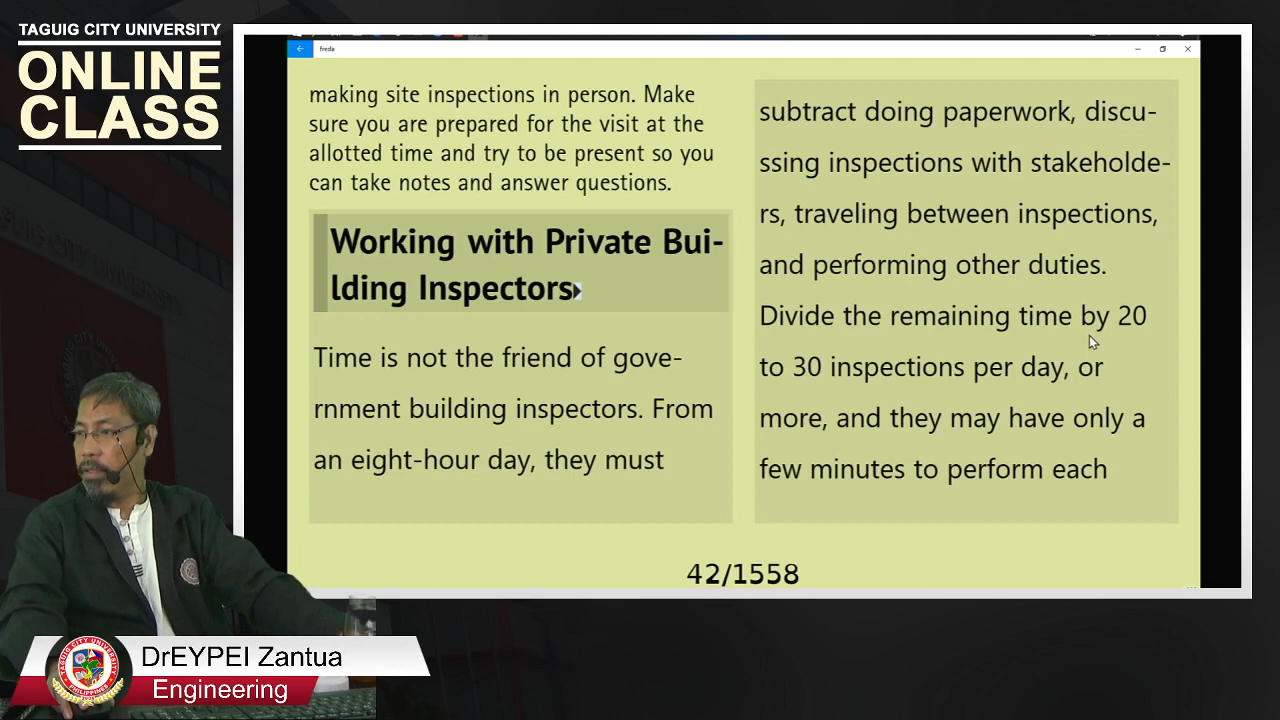 TAGUIG CITY UNIVERSITY
ONLINE
CLASS
freda
making site inspections in person. Make
sure you are prepared for the visit at the
allotted time and try to be present so you
can take notes and answer questions.
Working with Private Bui-
lding Inspectors
Time is not the friend of gove-
rnment building inspectors. From
an eight-hour day, they must
subtract doing paperwork, discu-
ssing inspections with stakeholde-
rs, traveling between inspections,
and performing other duties.
Divide the remaining time by 20
to 30 inspections per day, or
more, and they may have only a
few minutes to perform each
42/1558
DrEYPEI Zantua
Engineering